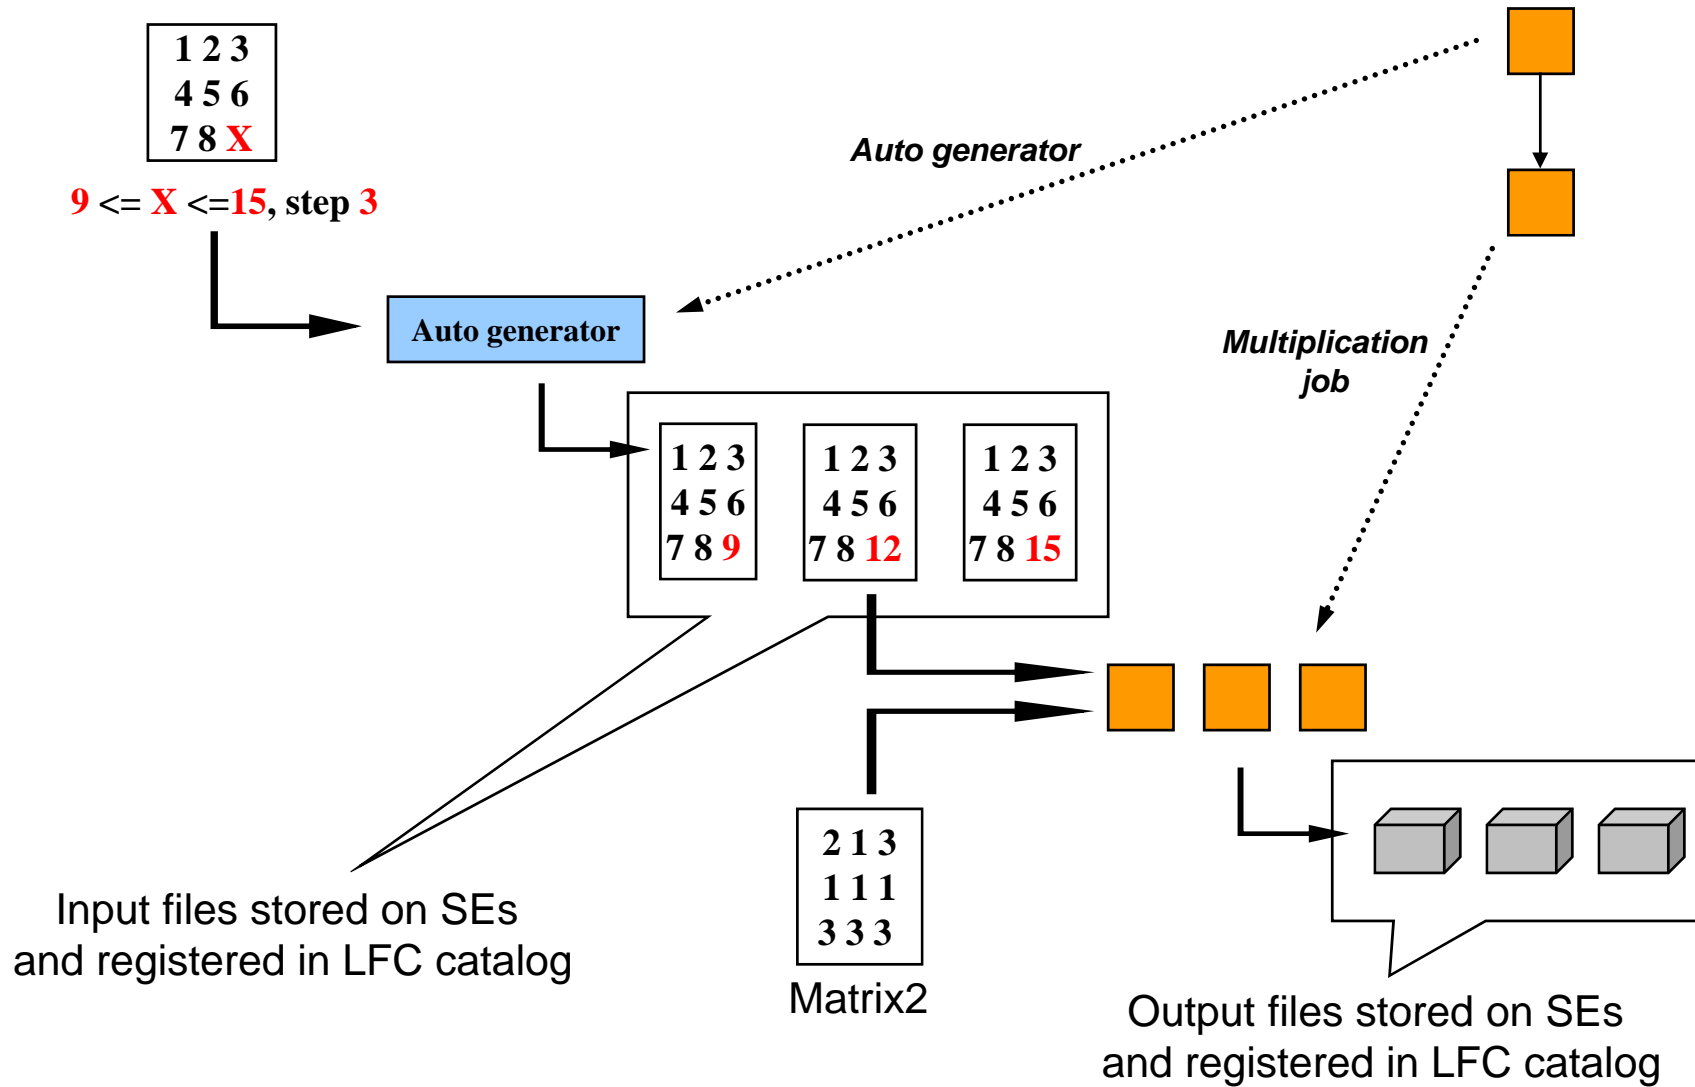 1 2 3
4 5 6
7 8 X
9 <= X <=15, step 3
Auto generator
Auto generator
Multiplication
job
1 2 3
4 5 6
7 8 9
1 2 3
4 5 6
7 8 12
1 2 3
4 5 6
7 8 15
2 1 3
1 1 1
3 3 3
Matrix2
Input files stored on SEs
and registered in LFC catalog
Output files stored on SEs
and registered in LFC catalog